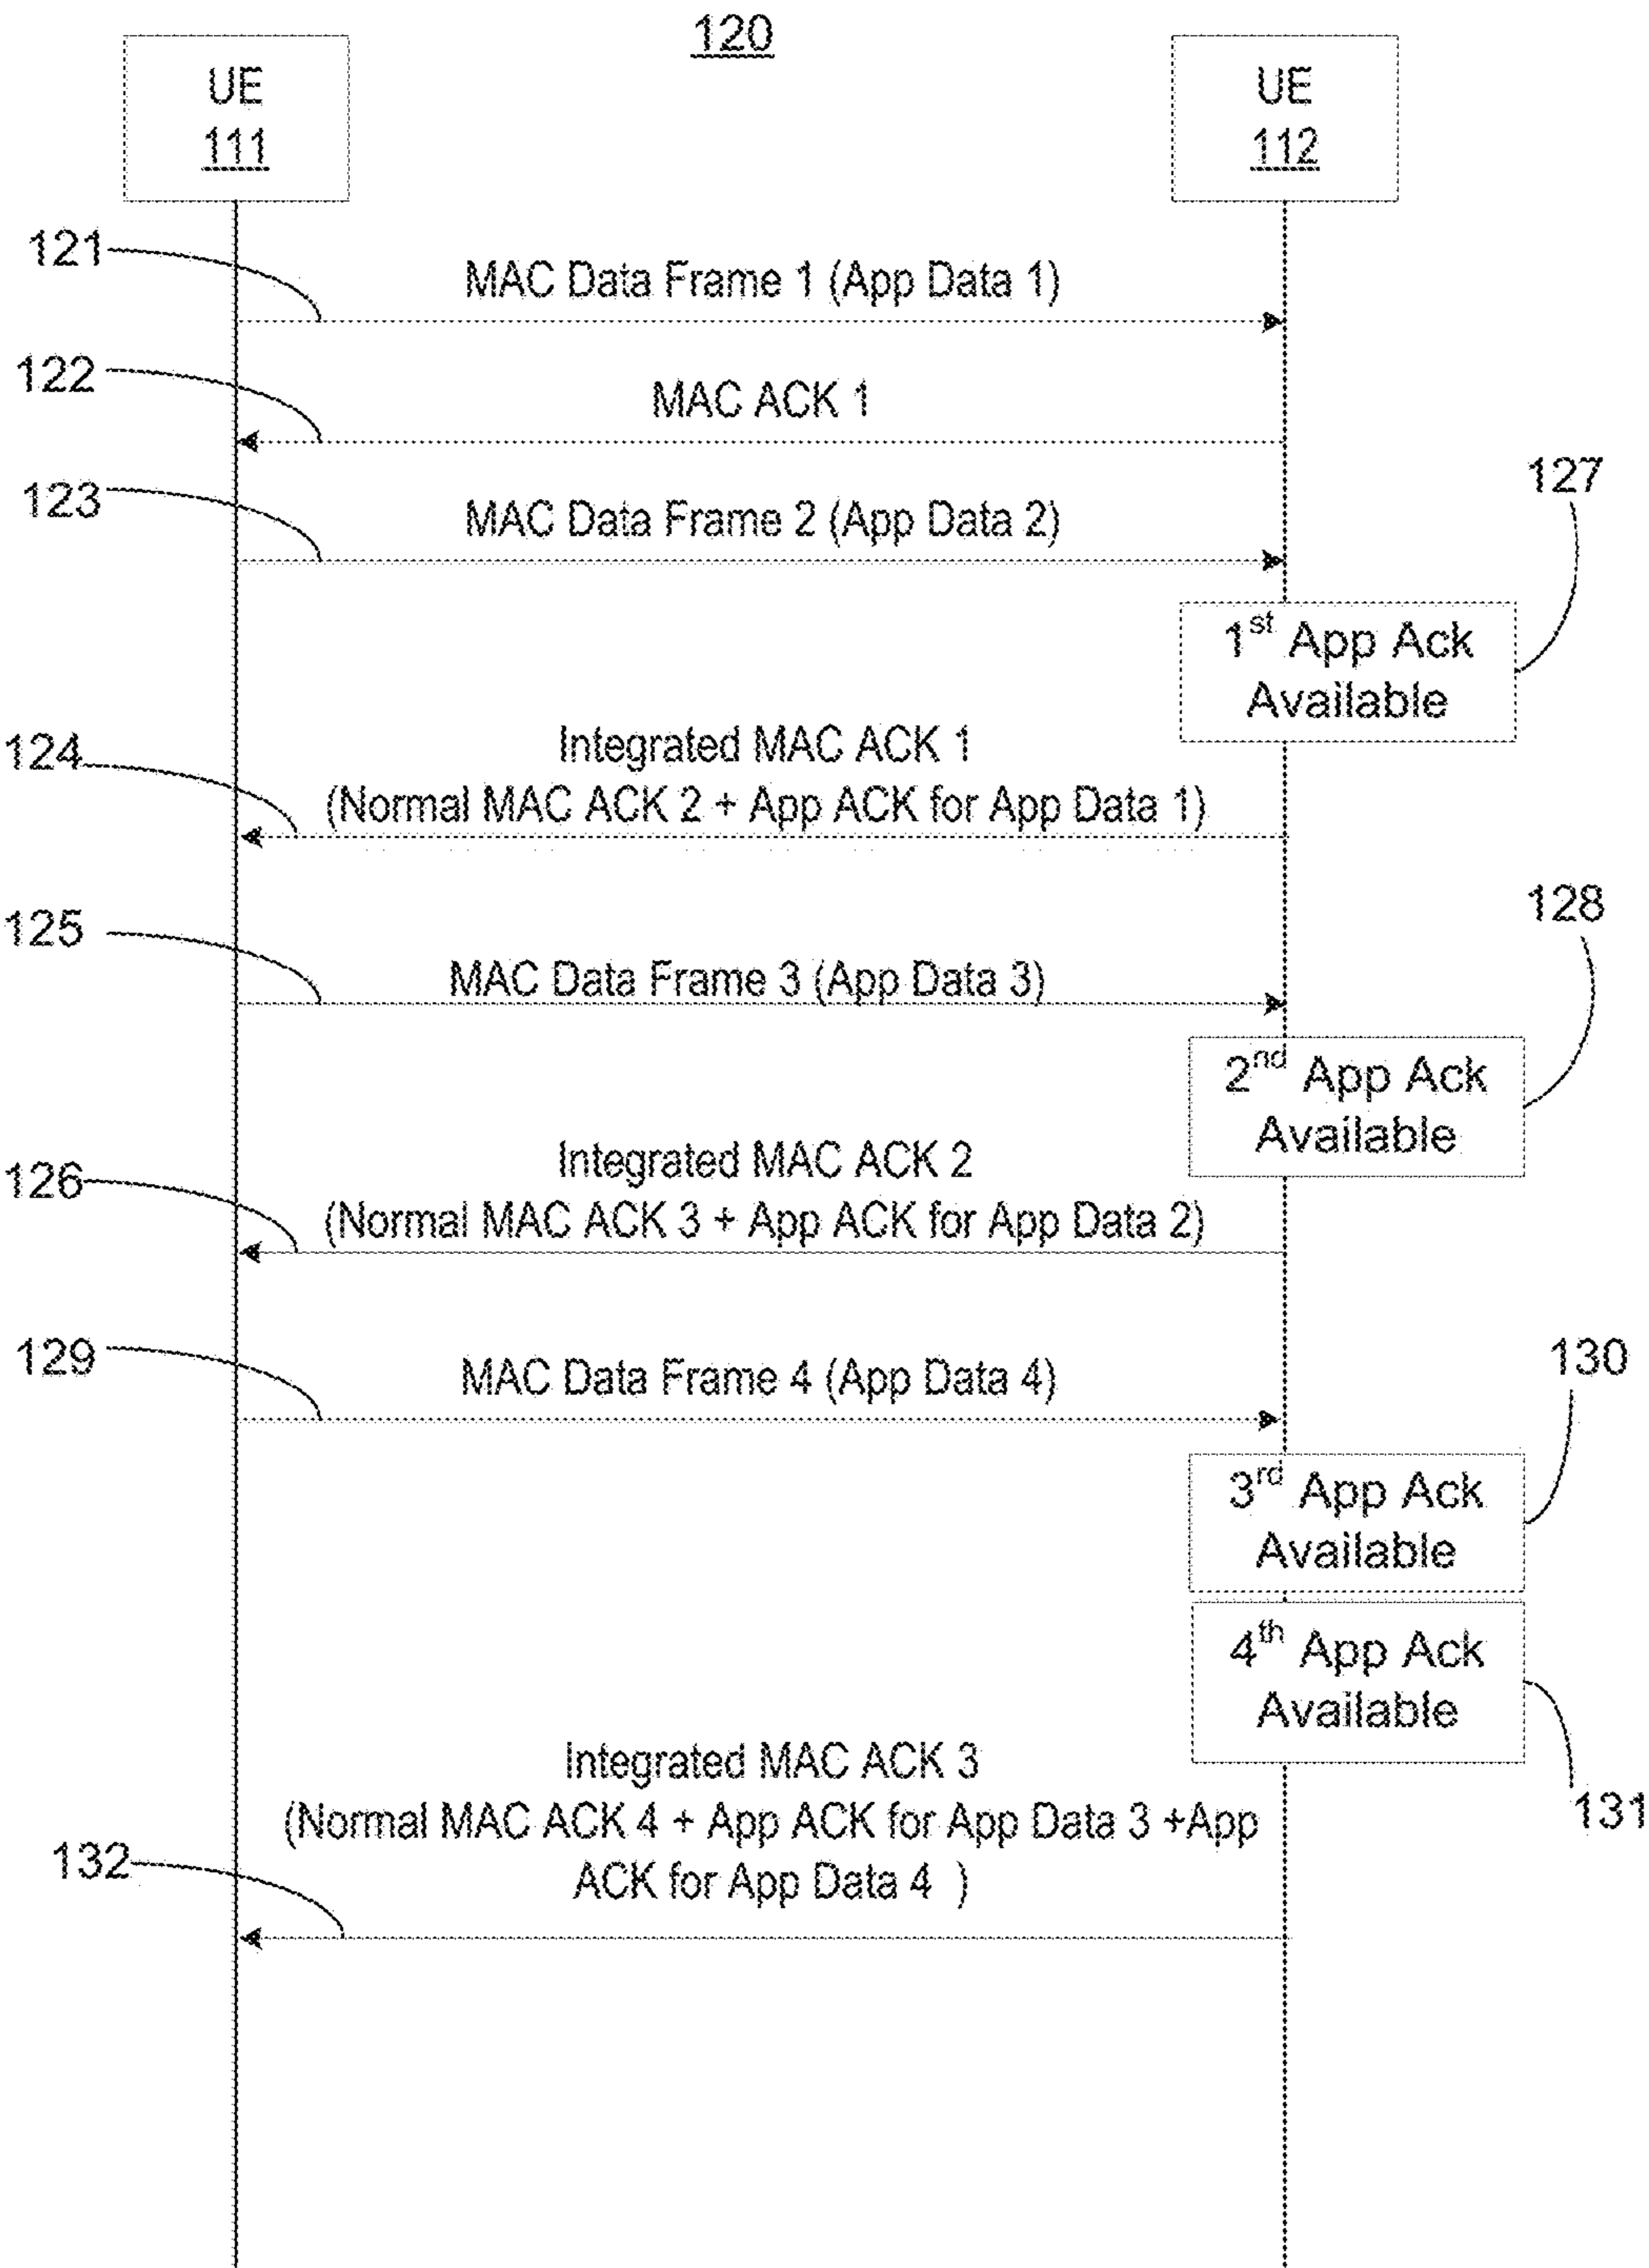 120
UE
111
UE
112
121
MAC Data Frame 1 (App Data 1)
122
MAC ACK 1
123
MAC Data Frame 2 (App Data 2)
127
1st App Ack
Available
124
Integrated MAC ACK 1
(Normal MAC ACK 2 + App ACK for App Data 1)
128
125
MAC Data Frame 3 (App Data 3)
2nd App Ack
Available
126
Integrated MAC ACK 2
(Normal MAC ACK 3 + App ACK for App Data 2)
129
MAC Data Frame 4 (App Data 4)
130
3rd App Ack
Available
4th App Ack
Available
131
Integrated MAC ACK 3
(Normal MAC ACK 4 + App ACK for App Data 3 +App
ACK for App Data 4 )
132